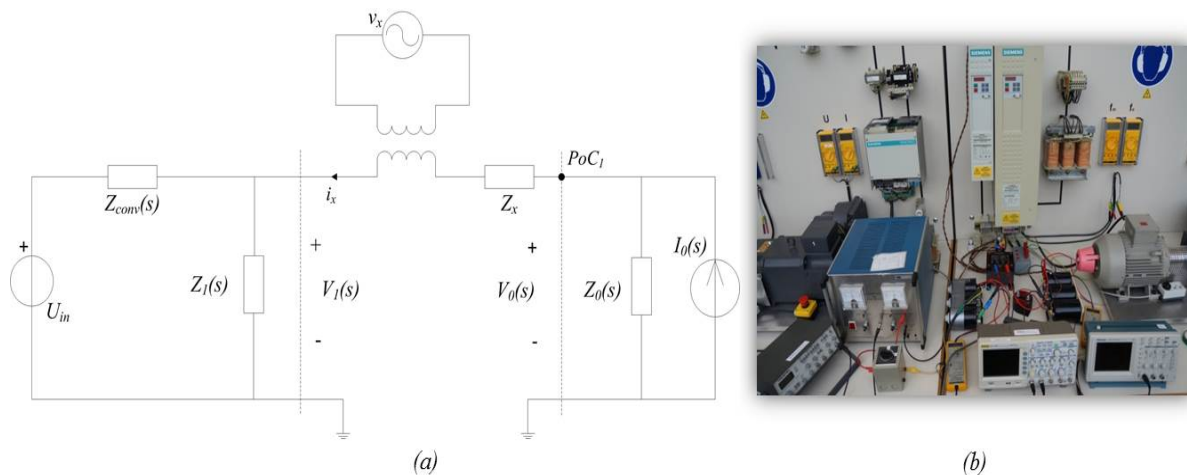 v_x
PoC_1
Z_conv(s)
i_x
Z_x
+
+
+
I_0(s)
Z_1(s)
V_1(s)
V_0(s)
Z_0(s)
U_in
-
-
(a)
(b)
SIEMENS
SIEMENS
U I